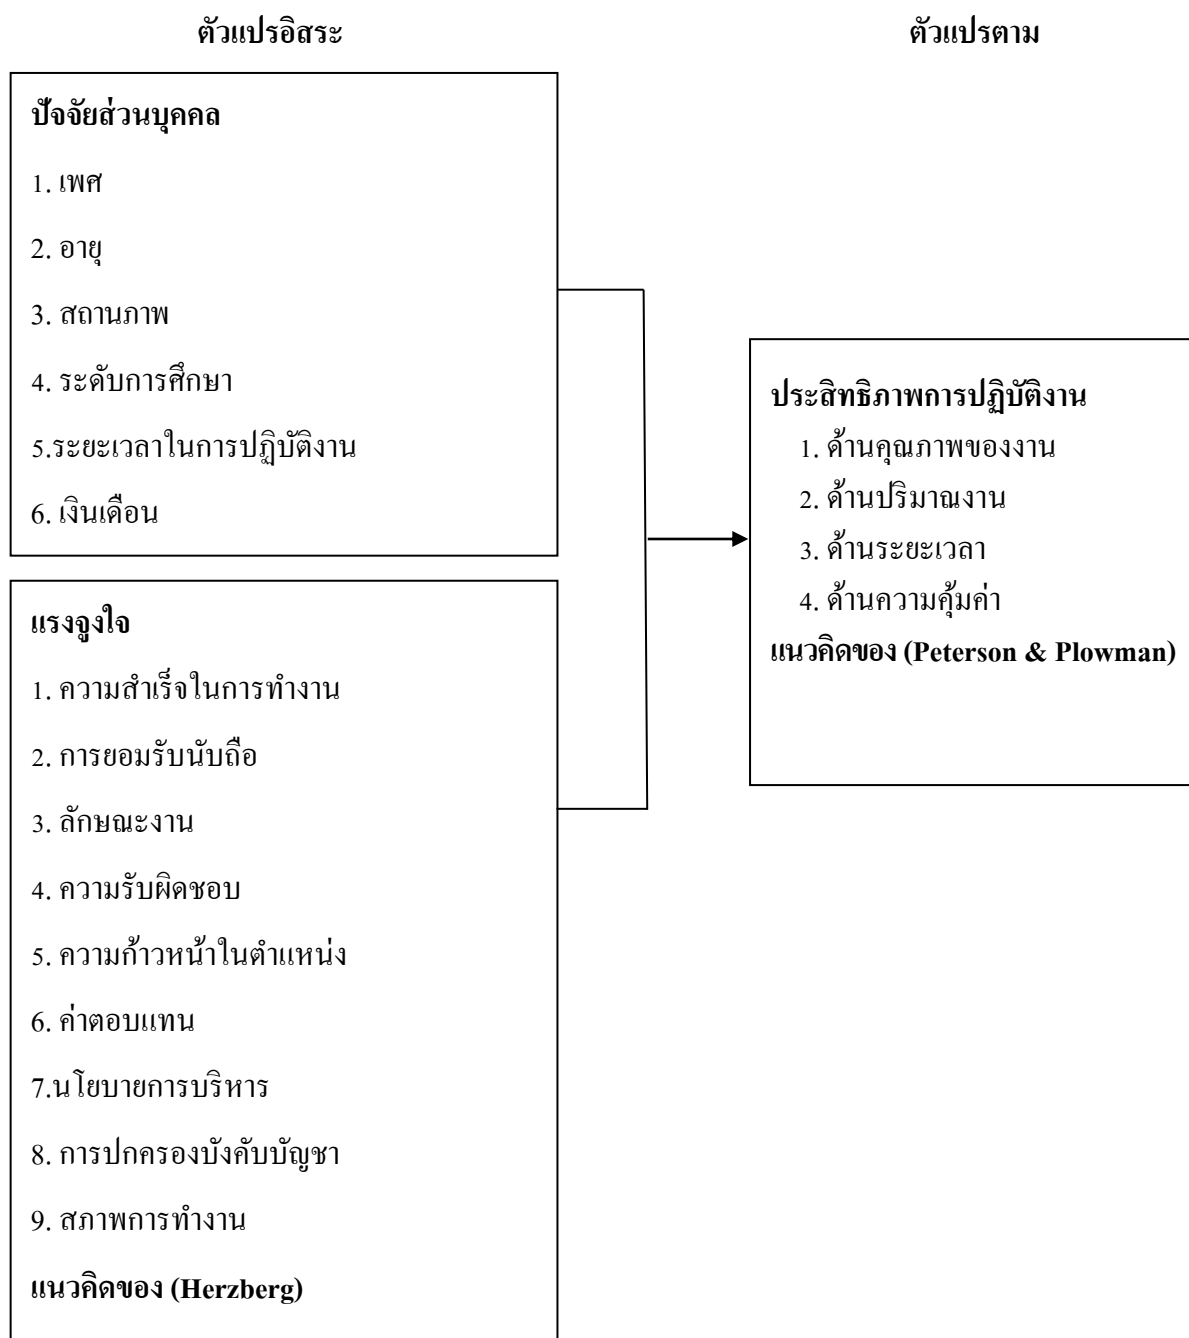 ตัวแปรอิสระ
ตัวแปรตาม
ปัจจัยส่วนบุคคล
1. เพศ
2. อายุ
3. สถานภาพ
4. ระดับการศึกษา
5.ระยะเวลาในการปฏิบัติงาน
6. เงินเดือน
แรงจูงใจ
1. ความสำเร็จในการทำงาน
2. การยอมรับนับถือ
3. ลักษณะงาน
4. ความรับผิดชอบ
5. ความก้าวหน้าในตำแหน่ง
6. ค่าตอบแทน
7.นโยบายการบริหาร
8. การปกครองบังคับบัญชา
9. สภาพการทำงาน
แนวคิดของ (Herzberg)
ประสิทธิภาพการปฏิบัติงาน
1. ด้านคุณภาพของงาน
2. ด้านปริมาณงาน
3. ด้านระยะเวลา
4. ด้านความคุ้มค่า
แนวคิดของ (Peterson & Plowman)